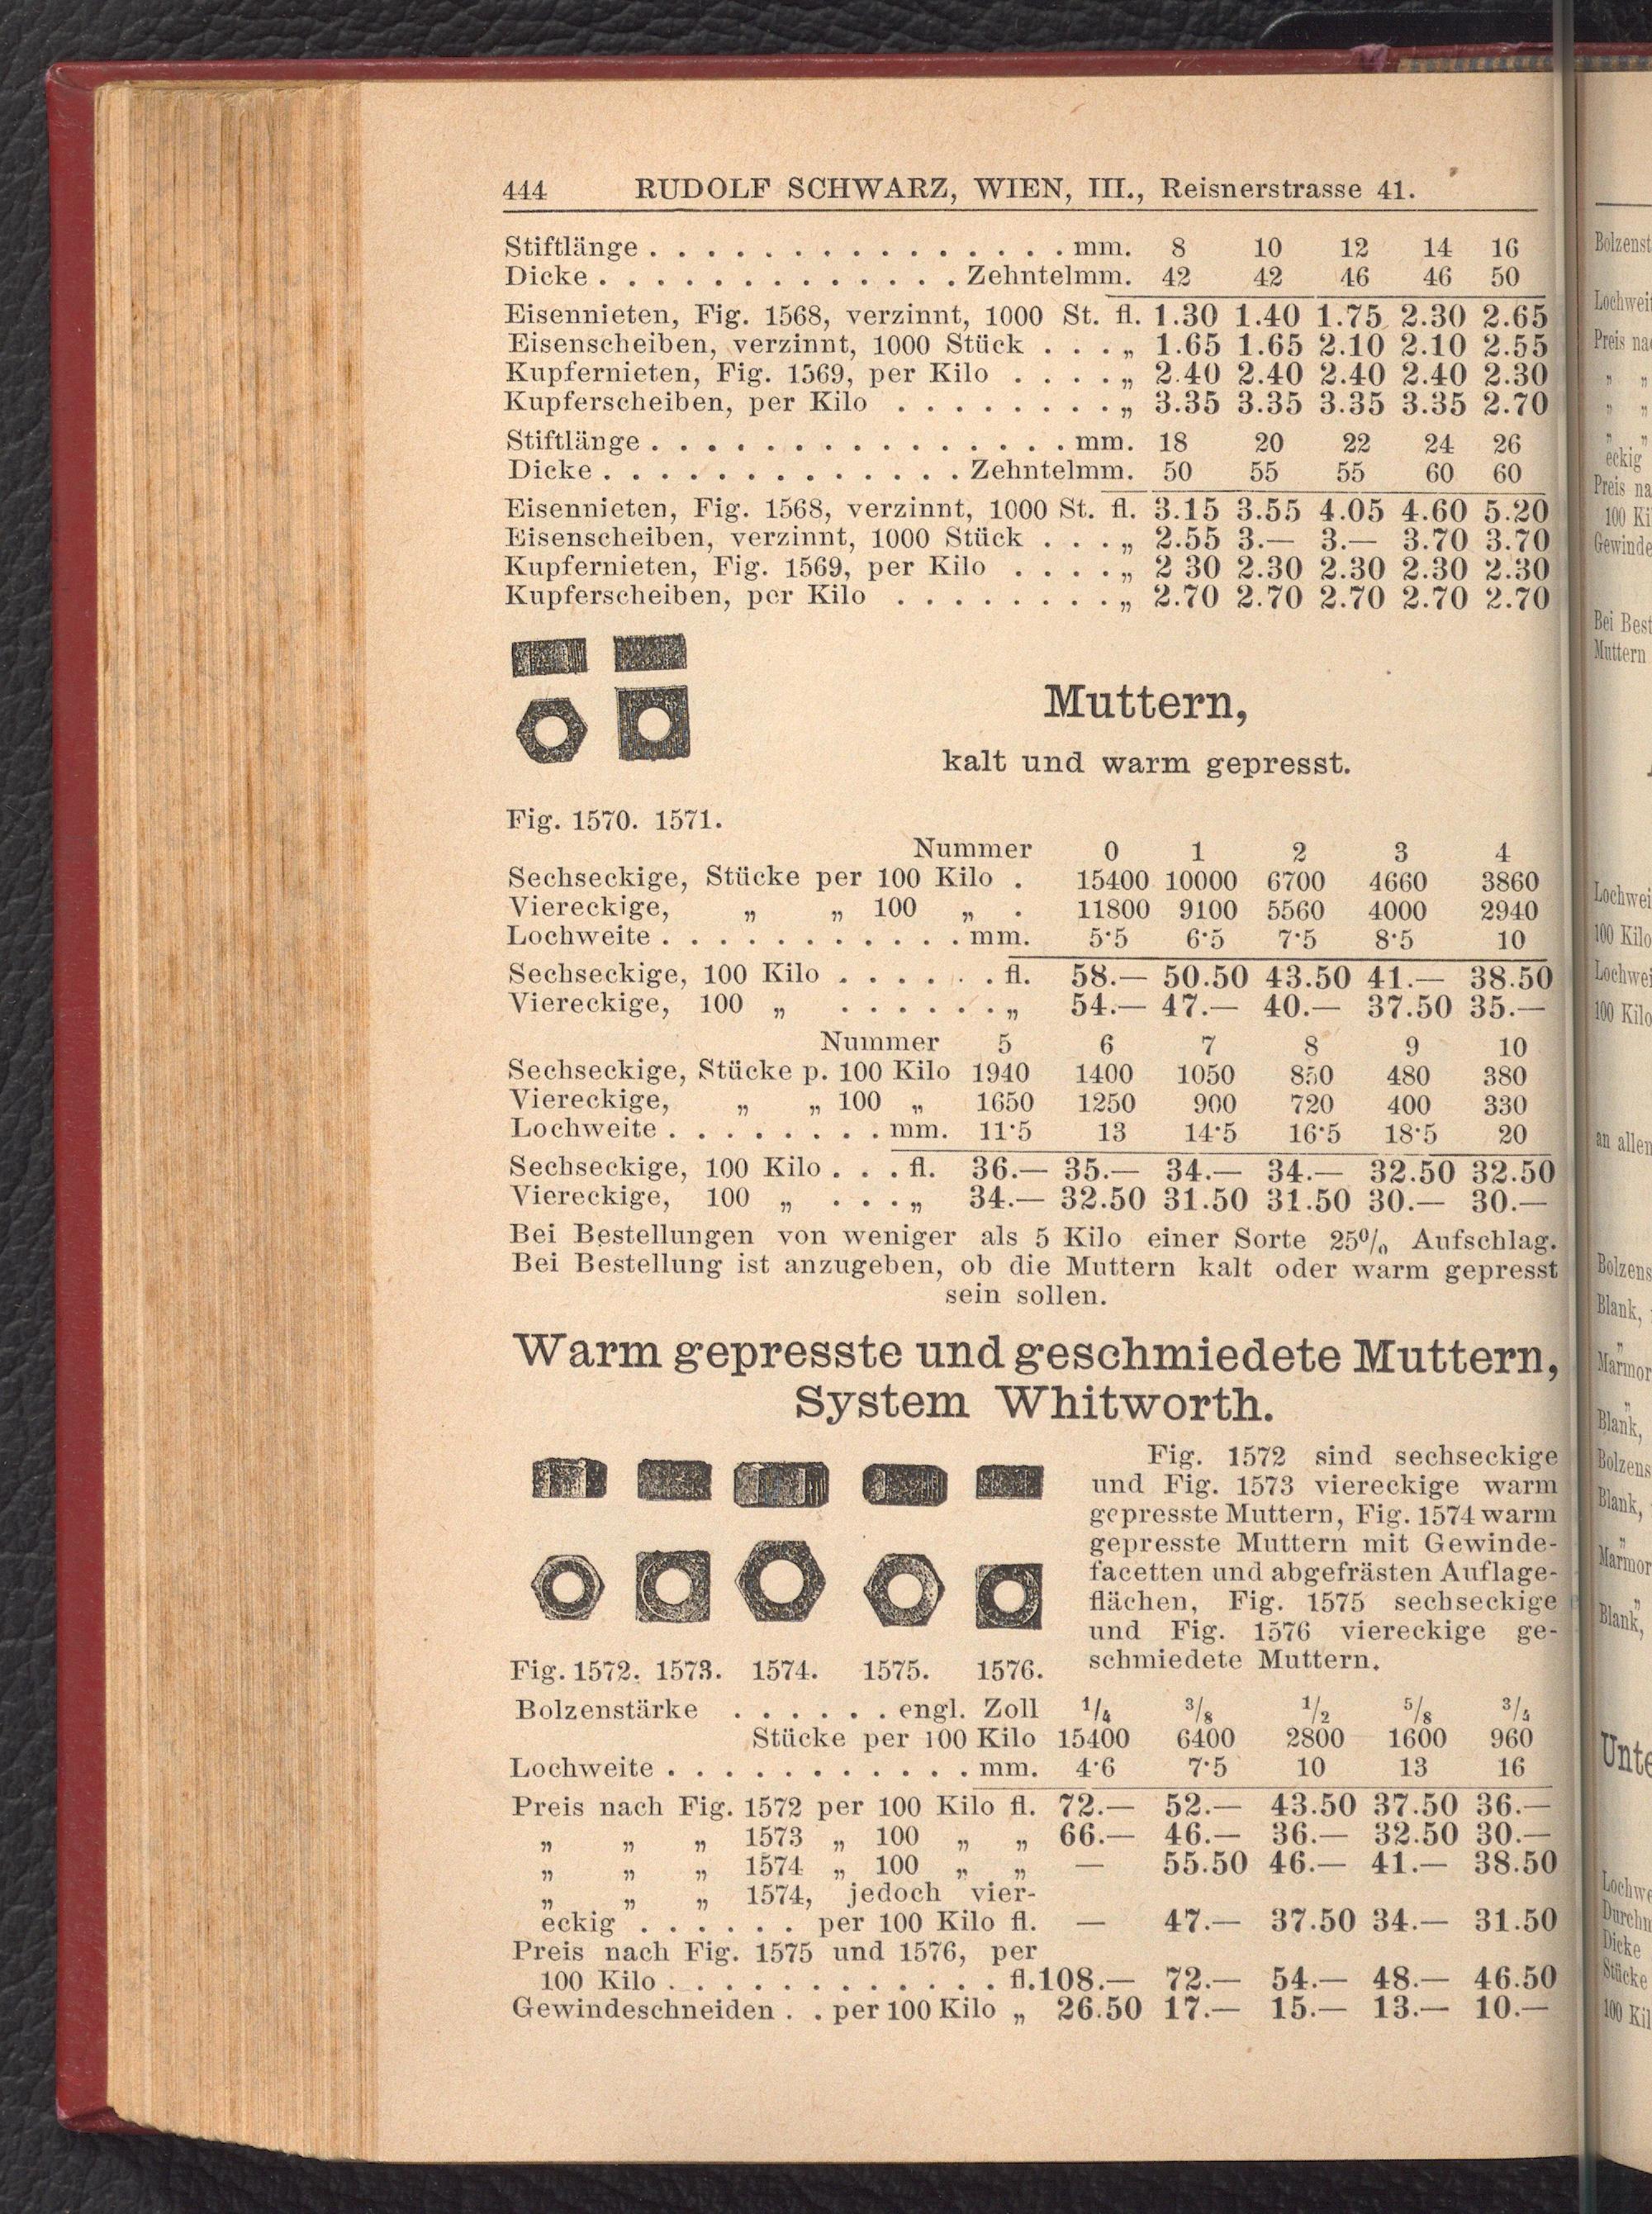 444 RUDOLF SCHWARZ, WIEN, III., Reisnerstrasse 41.
Stiftlänge . . . . . . . . . . . . . . . mm. 8 10 12 14 16
Dicke . . . . . . . . . . . . . Zehntelmm. 42 42 46 46 50
Eisennieten, Fig. 1568, verzinnt, 1000 St. fl. 1.30 1.40 1.75 2.30 2.65
Eisenscheiben, verzinnt, 1000 Stück . . . „ 1.65 1.65 2.10 2.10 2.55
Kupfernieten, Fig. 1569, per Kilo . . . . „ 2.40 2.40 2.40 2.40 2.30
Kupferscheiben, per Kilo . . . . . . . . „ 3.35 3.35 3.35 3.35 2.70
Stiftlänge . . . . . . . . . . . . . . . mm. 18 20 22 24 26
Dicke . . . . . . . . . . . . . Zehntelmm. 50 55 55 60 60
Eisennieten, Fig. 1568, verzinnt, 1000 St. fl. 3.15 3.55 4.05 4.60 5.20
Eisenscheiben, verzinnt, 1000 Stück . . . „ 2.55 3.— 3.— 3.70 3.70
Kupfernieten, Fig. 1569, per Kilo . . . . „ 2 30 2.30 2.30 2.30 2.30
Kupferscheiben, per Kilo . . . . . . . . „ 2.70 2.70 2.70 2.70 2.70
Muttern,
kalt und warm gepresst.
Fig. 1570. 1571.
Nummer 0 1 2 3 4
Sechseckige, Stücke per 100 Kilo . 15400 10000 6700 4660 3860
Viereckige, „ „ 100 „ . 11800 9100 5560 4000 2940
Lochweite . . . . . . . . . . . mm. 5·5 6·5 7·5 8·5 10
Sechseckige, 100 Kilo . . . . . . fl. 58.— 50.50 43.50 41.— 38.50
Viereckige, 100 „ . . . . . . „ 54.— 47.— 40.— 37.50 35.—
Nummer 5 6 7 8 9 10
Sechseckige, Stücke p. 100 Kilo 1940 1400 1050 850 480 380
Viereckige, „ „ 100 „ 1650 1250 900 720 400 330
Lochweite . . . . . . . . mm. 11·5 13 14·5 16·5 18·5 20
Sechseckige, 100 Kilo . . . fl. 36.— 35.— 34.— 34.— 32.50 32.50
Viereckige, 100 „ . . . „ 34.— 32.50 31.50 31.50 30.— 30.—
Bei Bestellungen von weniger als 5 Kilo einer Sorte 25% Aufschlag.
Bei Bestellung ist anzugeben, ob die Muttern kalt oder warm gepresst
sein sollen.
Warm gepresste und geschmiedete Muttern,
System Whitworth.
Fig. 1572 sind sechseckige
und Fig. 1573 viereckige warm
gepresste Muttern, Fig. 1574 warm
gepresste Muttern mit Gewinde-
facetten und abgefrästen Auflage-
flächen, Fig. 1575 sechseckige
und Fig. 1576 viereckige ge-
schmiedete Muttern.
Fig. 1572. 1573. 1574. 1575. 1576.
Bolzenstärke . . . . . . engl. Zoll 1/4 3/8 1/2 5/8 3/4
Stücke per 100 Kilo 15400 6400 2800 1600 960
Lochweite . . . . . . . . . . . mm. 4·6 7·5 10 13 16
Preis nach Fig. 1572 per 100 Kilo fl. 72.— 52.— 43.50 37.50 36.—
„ „ „ 1573 „ 100 „ „ 66.— 46.— 36.— 32.50 30.—
„ „ „ 1574 „ 100 „ „ — 55.50 46.— 41.— 38.50
„ „ „ 1574, jedoch vier-
eckig . . . . . . per 100 Kilo fl. — 47.— 37.50 34.— 31.50
Preis nach Fig. 1575 und 1576, per
100 Kilo . . . . . . . . . . . . fl. 108.— 72.— 54.— 48.— 46.50
Gewindeschneiden . . per 100 Kilo „ 26.50 17.— 15.— 13.— 10.—